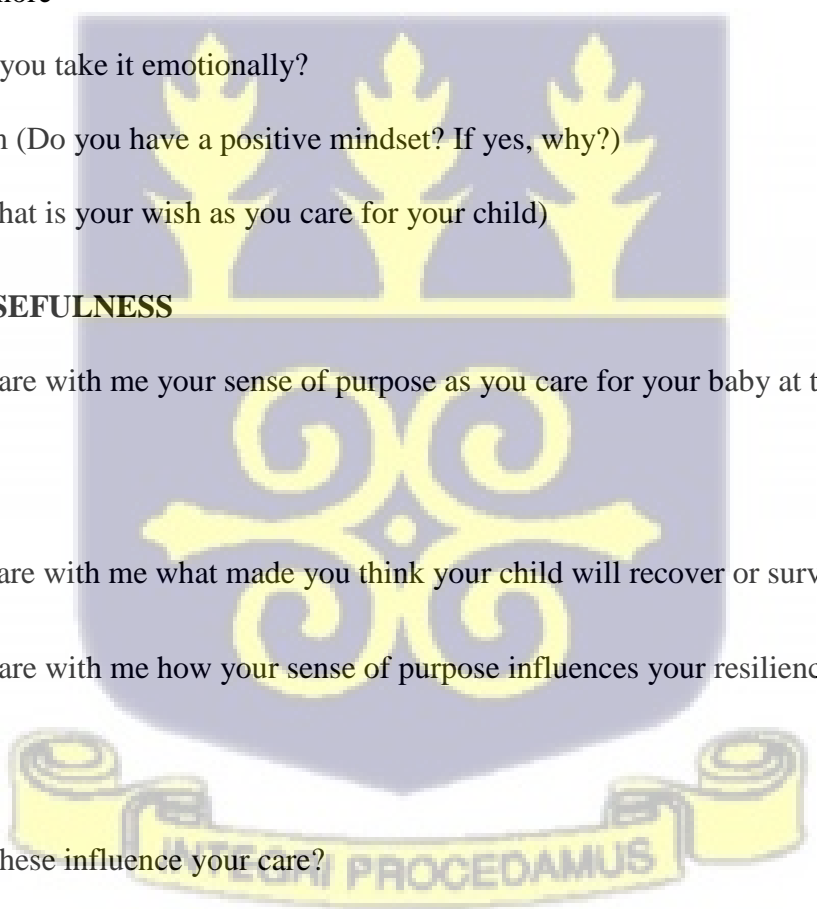 you take it emotionally?
(Do you have a positive mindset? If yes, why?)
hat is your wish as you care for your child)
SEFULNESS
are with me your sense of purpose as you care for your baby at t
are with me what made you think your child will recover or surv
are with me how your sense of purpose influences your resilienc
hese influence your care?
INTEGRI PROCEDAMUS